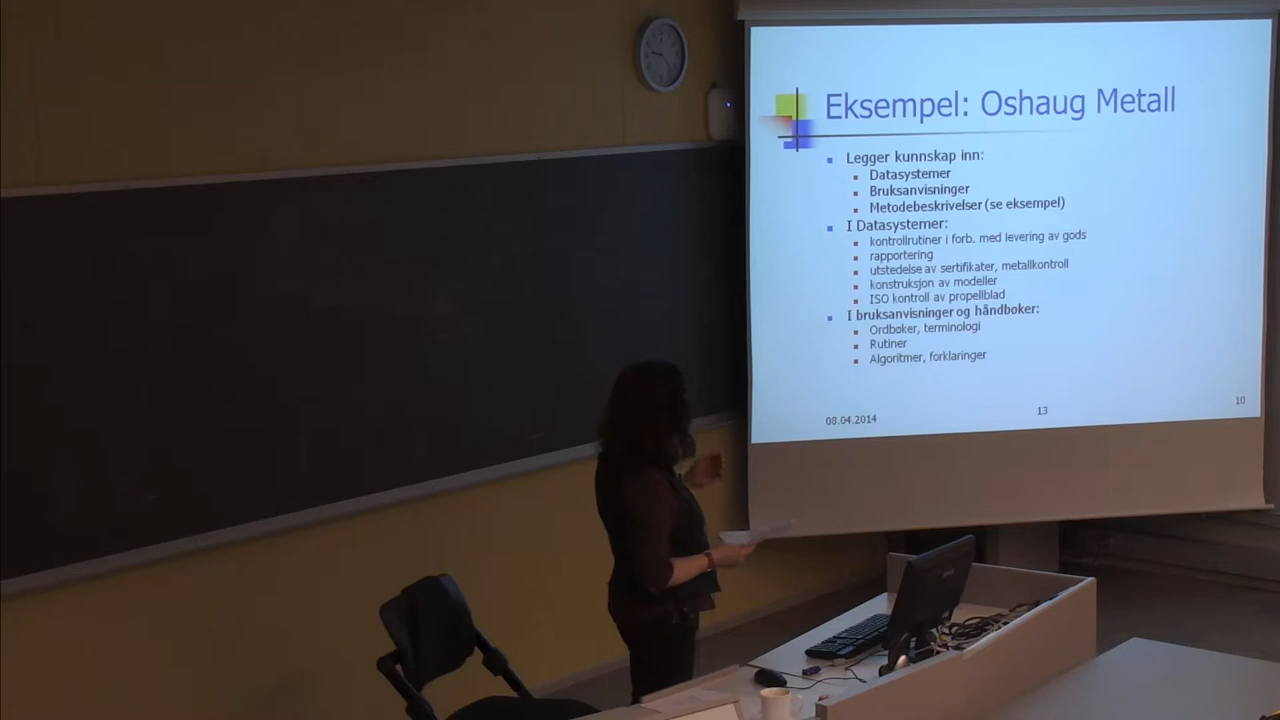 Eksempel: Oshaug Metall
Legger kunnskap inn:
Datasystemer
Bruksanvisninger
Metodebeskrivelser (se eksempel)
I Datasystemer:
kontrollrutiner i forb. med levering av gods
rapportering
utstedelse av sertifikater, metallkontroll
konstruksjon av modeller
ISO kontroll av propellblad
I bruksanvisninger og håndbøker:
Ordbøker, terminologi
Rutiner
Algoritmer, forklaringer
08.04.2014
13
10